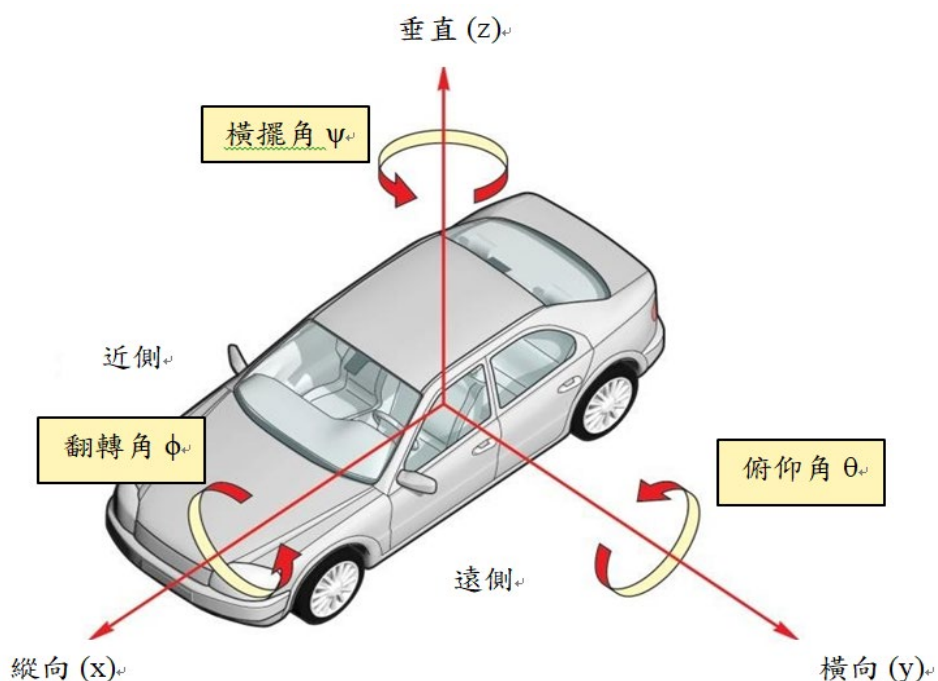 垂直 (z)
橫擺角 ψ
近側
翻轉角 ϕ
俯仰角 θ
遠側
縱向 (x)
橫向 (y)